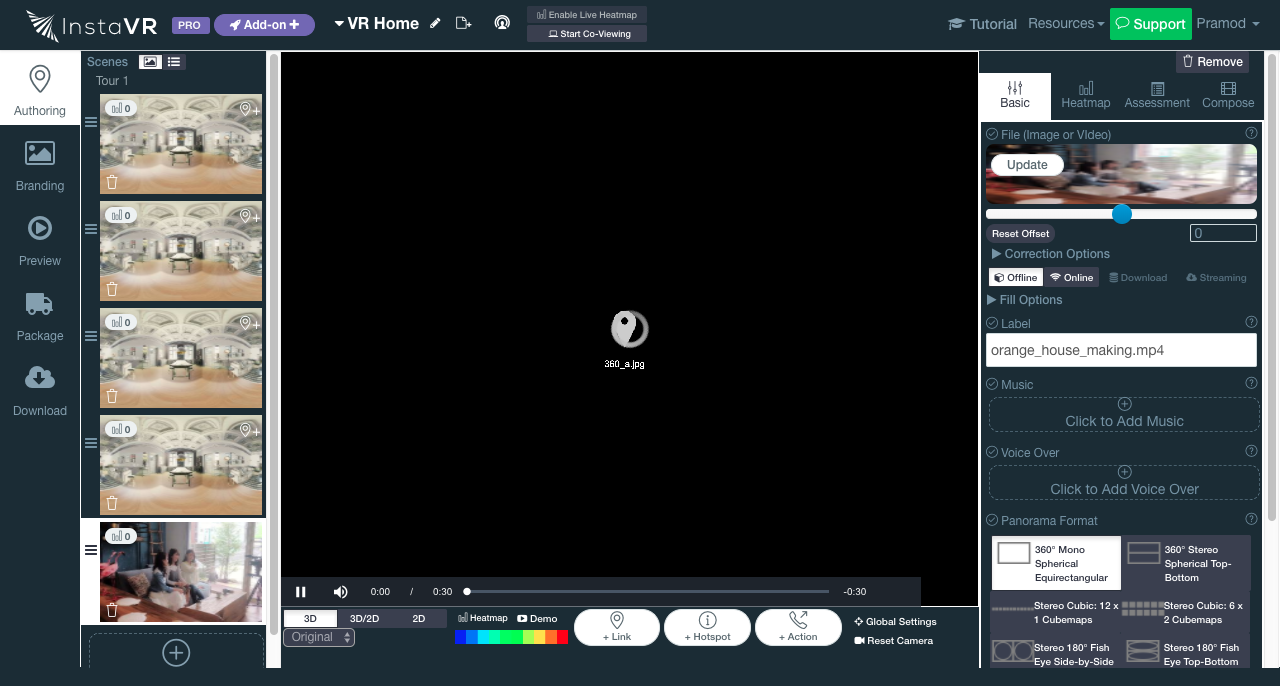 InstaVR
PRO
Add-on
VR Home
Enable Live Heatmap
Start Co-Viewing
Tutorial
Resources
Support
Pramod
Authoring
Branding
Preview
Package
Download
Scenes
Tour 1
0
0
0
0
0
360_a.jpg
0:00
/
0:30
-0:30
3D
3D/2D
2D
Original
Heatmap
Demo
+ Link
+ Hotspot
+ Action
Global Settings
Reset Camera
Remove
Basic
Heatmap
Assessment
Compose
File (Image or VIdeo)
Update
Reset Offset
0
Correction Options
Offline
Online
Download
Streaming
Fill Options
Label
orange_house_making.mp4
Music
Click to Add Music
Voice Over
Click to Add Voice Over
Panorama Format
360° Mono
Spherical
Equirectangular
360° Stereo
Spherical Top-
Bottom
Stereo Cubic: 12 x
1 Cubemaps
Stereo Cubic: 6 x
2 Cubemaps
Stereo 180° Fish
Eye Side-by-Side
Stereo 180° Fish
Eye Top-Bottom